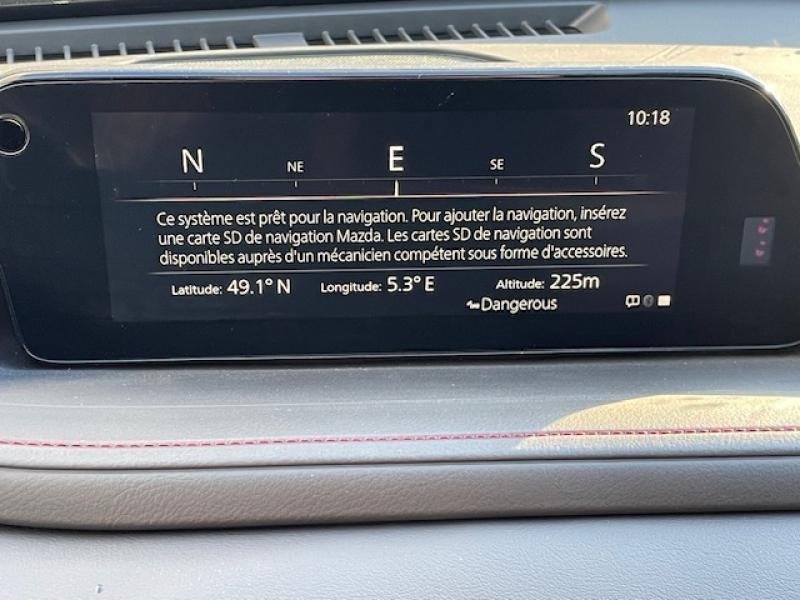 10:18
N NE E SE S
Ce système est prêt pour la navigation. Pour ajouter la navigation, insérez
une carte SD de navigation Mazda. Les cartes SD de navigation sont
disponibles auprès d'un mécanicien compétent sous forme d'accessoires.
Latitude: 49.1° N Longitude: 5.3° E Altitude: 225m
Dangerous